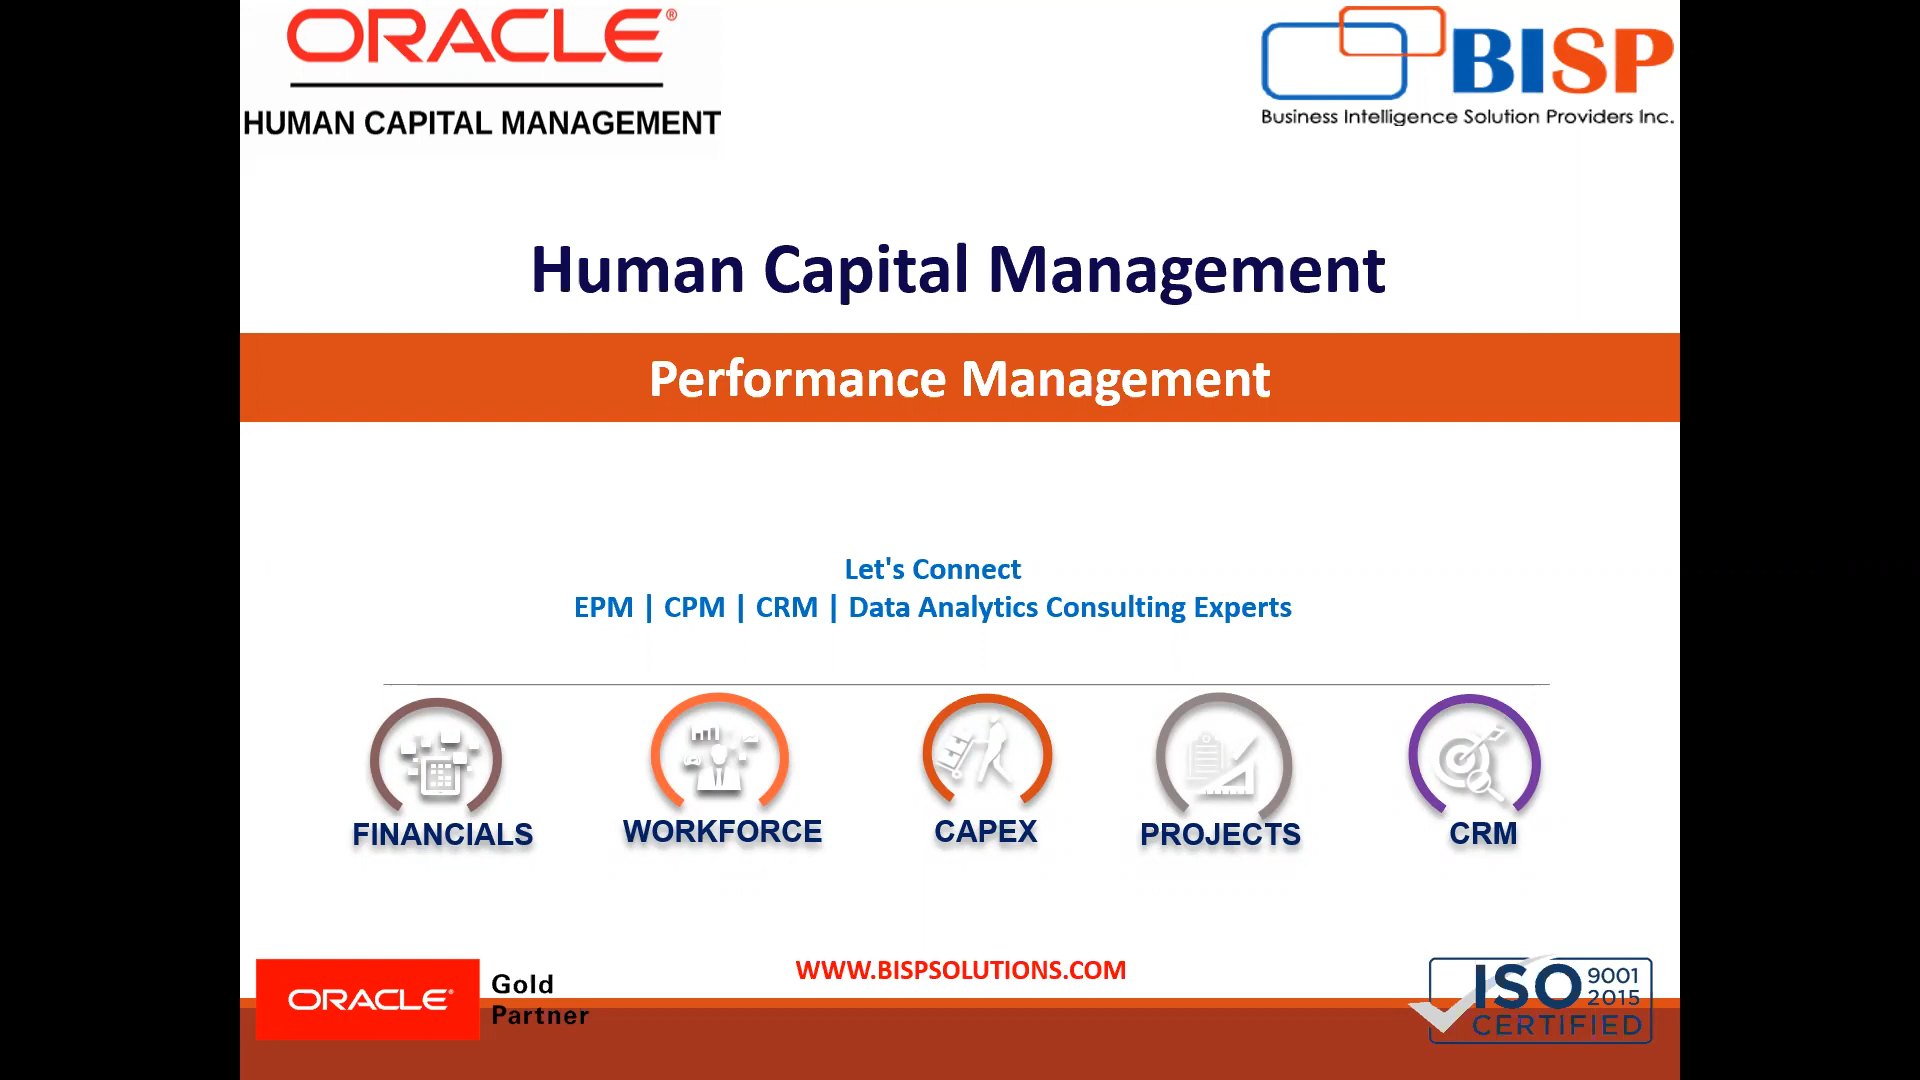 ORACLE®
HUMAN CAPITAL MANAGEMENT
BISP
Business Intelligence Solution Providers Inc.
Human Capital Management
Performance Management
Let's Connect
EPM | CPM | CRM | Data Analytics Consulting Experts
FINANCIALS
WORKFORCE
CAPEX
PROJECTS
CRM
ORACLE®
Gold
Partner
WWW.BISPSOLUTIONS.COM
ISO 9001
2015
CERTIFIED